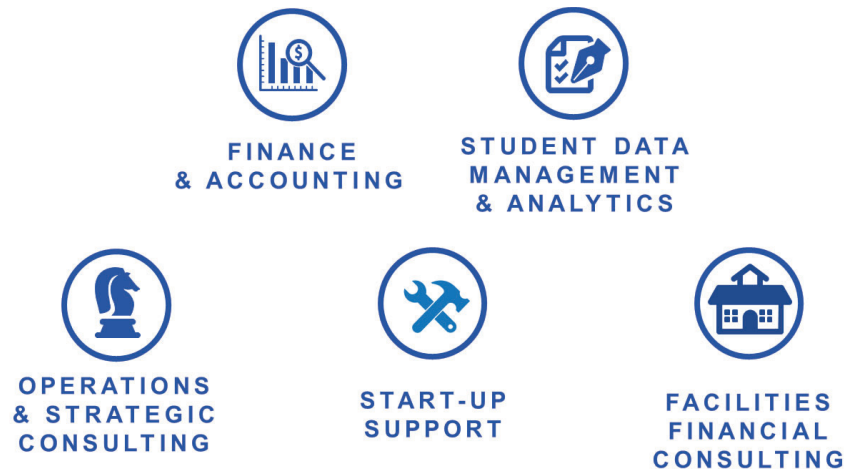 $
FINANCE
& ACCOUNTING
STUDENT DATA
MANAGEMENT
& ANALYTICS
OPERATIONS
& STRATEGIC
CONSULTING
START-UP
SUPPORT
FACILITIES
FINANCIAL
CONSULTING